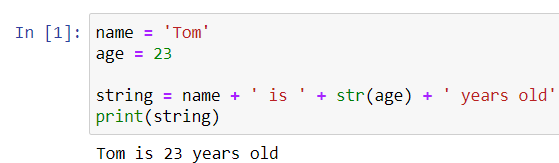 In [1]: name = 'Tom'
age = 23
string = name + ' is ' + str(age) + ' years old'
print(string)
Tom is 23 years old